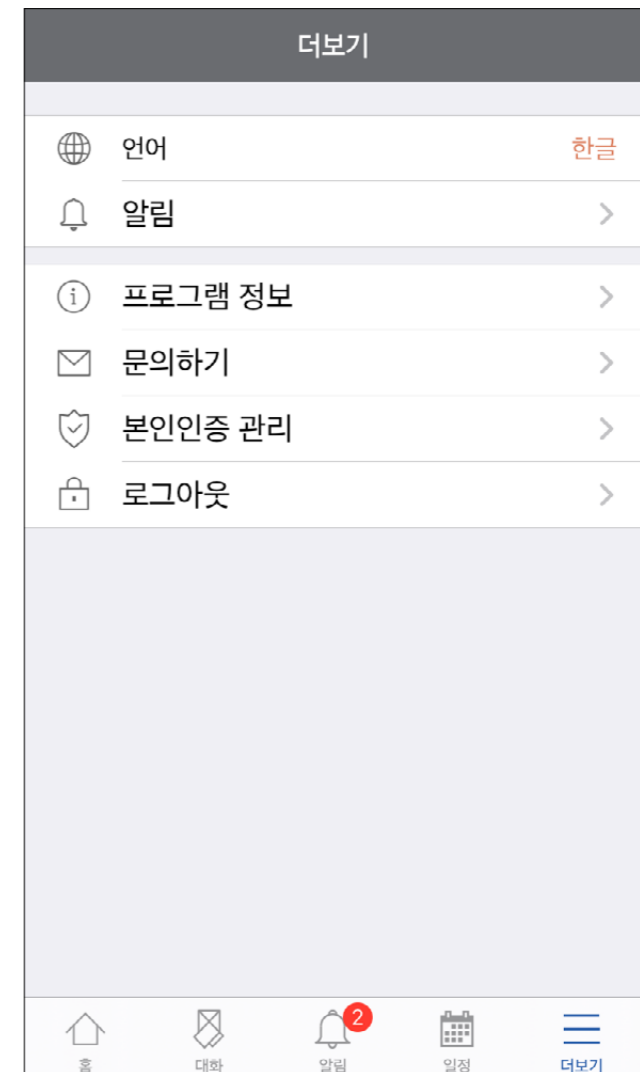 더보기
언어 한글
알림
프로그램 정보
문의하기
본인인증 관리
로그아웃
2
홈 대화 알림 일정 더보기